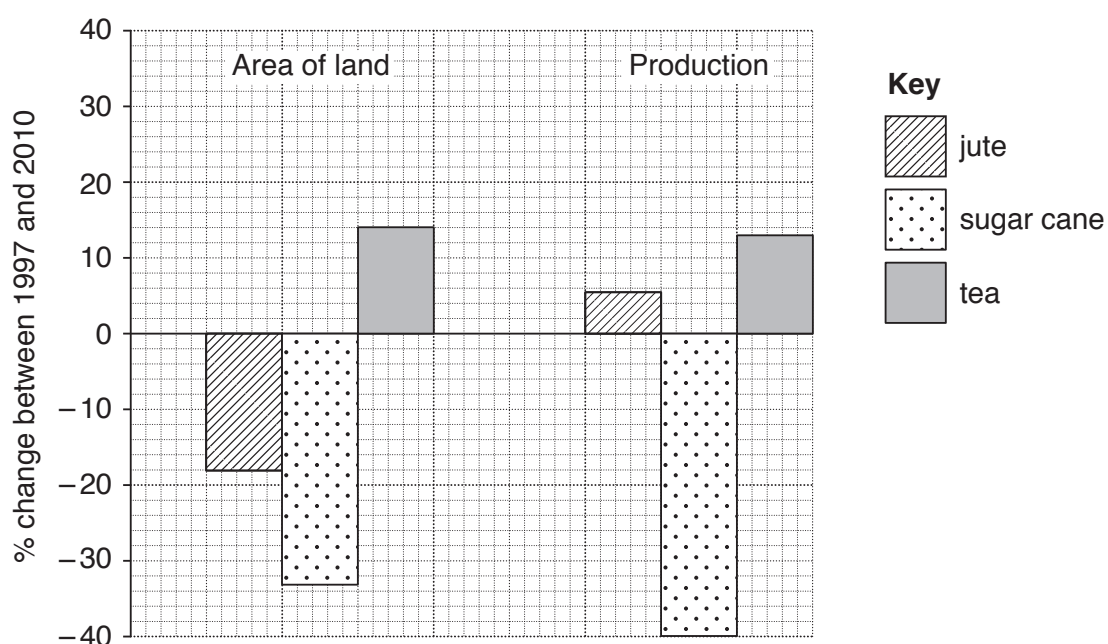 % change between 1997 and 2010
40
30
20
10
0
–10
–20
–30
–40
Area of land
Production
Key
jute
sugar cane
tea